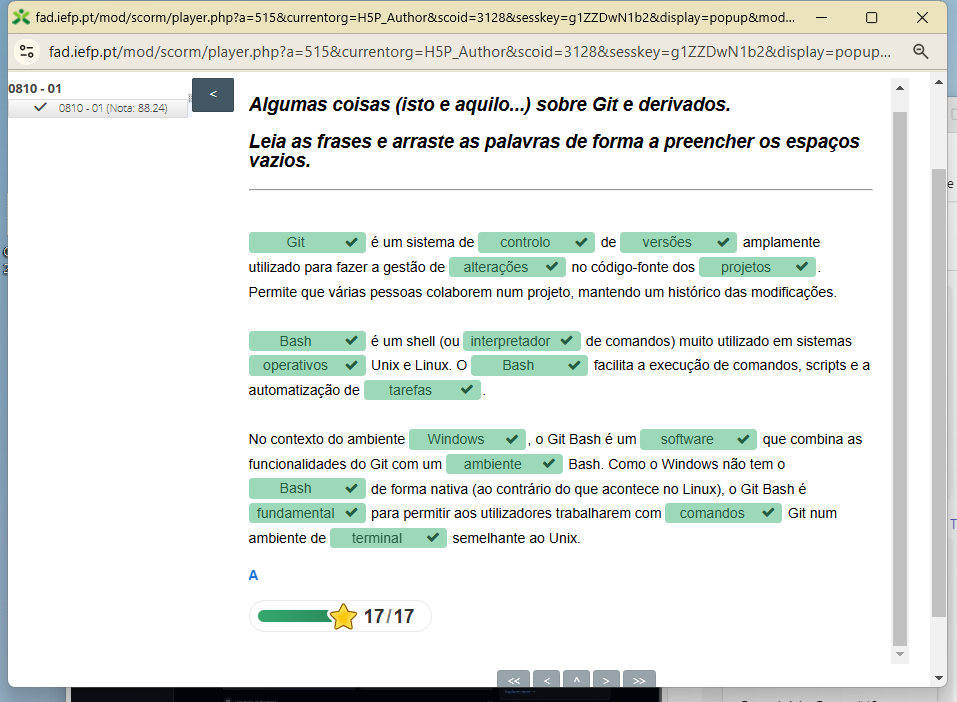 fad.iefp.pt/mod/scorm/player.php?a=515&currentorg=H5P_Author&scoid=3128&sesskey=g1ZZDwN1b2&display=popup&mod...
fad.iefp.pt/mod/scorm/player.php?a=515&currentorg=H5P_Author&scoid=3128&sesskey=g1ZZDwN1b2&display=popup...
0810 - 01
0810 - 01 (Nota: 88.24)
<
Algumas coisas (isto e aquilo...) sobre Git e derivados.
Leia as frases e arraste as palavras de forma a preencher os espaços
vazios.
Git é um sistema de controlo de versões amplamente
utilizado para fazer a gestão de alterações no código-fonte dos projetos .
Permite que várias pessoas colaborem num projeto, mantendo um histórico das modificações.
Bash é um shell (ou interpretador de comandos) muito utilizado em sistemas
operativos Unix e Linux. O Bash facilita a execução de comandos, scripts e a
automatização de tarefas .
No contexto do ambiente Windows , o Git Bash é um software que combina as
funcionalidades do Git com um ambiente Bash. Como o Windows não tem o
Bash de forma nativa (ao contrário do que acontece no Linux), o Git Bash é
fundamental para permitir aos utilizadores trabalharem com comandos Git num
ambiente de terminal semelhante ao Unix.
A
17/17
<< < ^ > >>